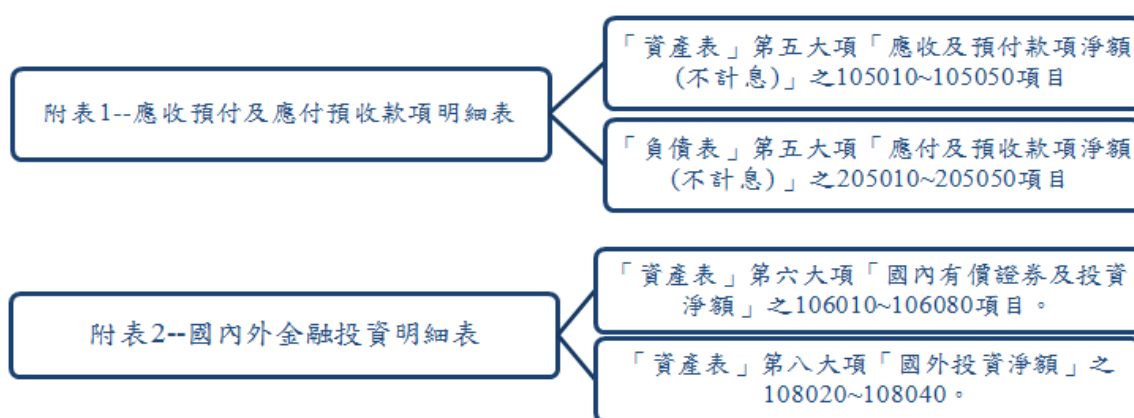 附表1--應收預付及應付預收款項明細表
「資產表」第五大項「應收及預付款項淨額
(不計息)」之105010~105050項目
「負債表」第五大項「應付及預收款項淨額
(不計息)」之205010~205050項目
附表2--國內外金融投資明細表
「資產表」第六大項「國內有價證券及投資
淨額」之106010~106080項目。
「資產表」第八大項「國外投資淨額」之
108020~108040。